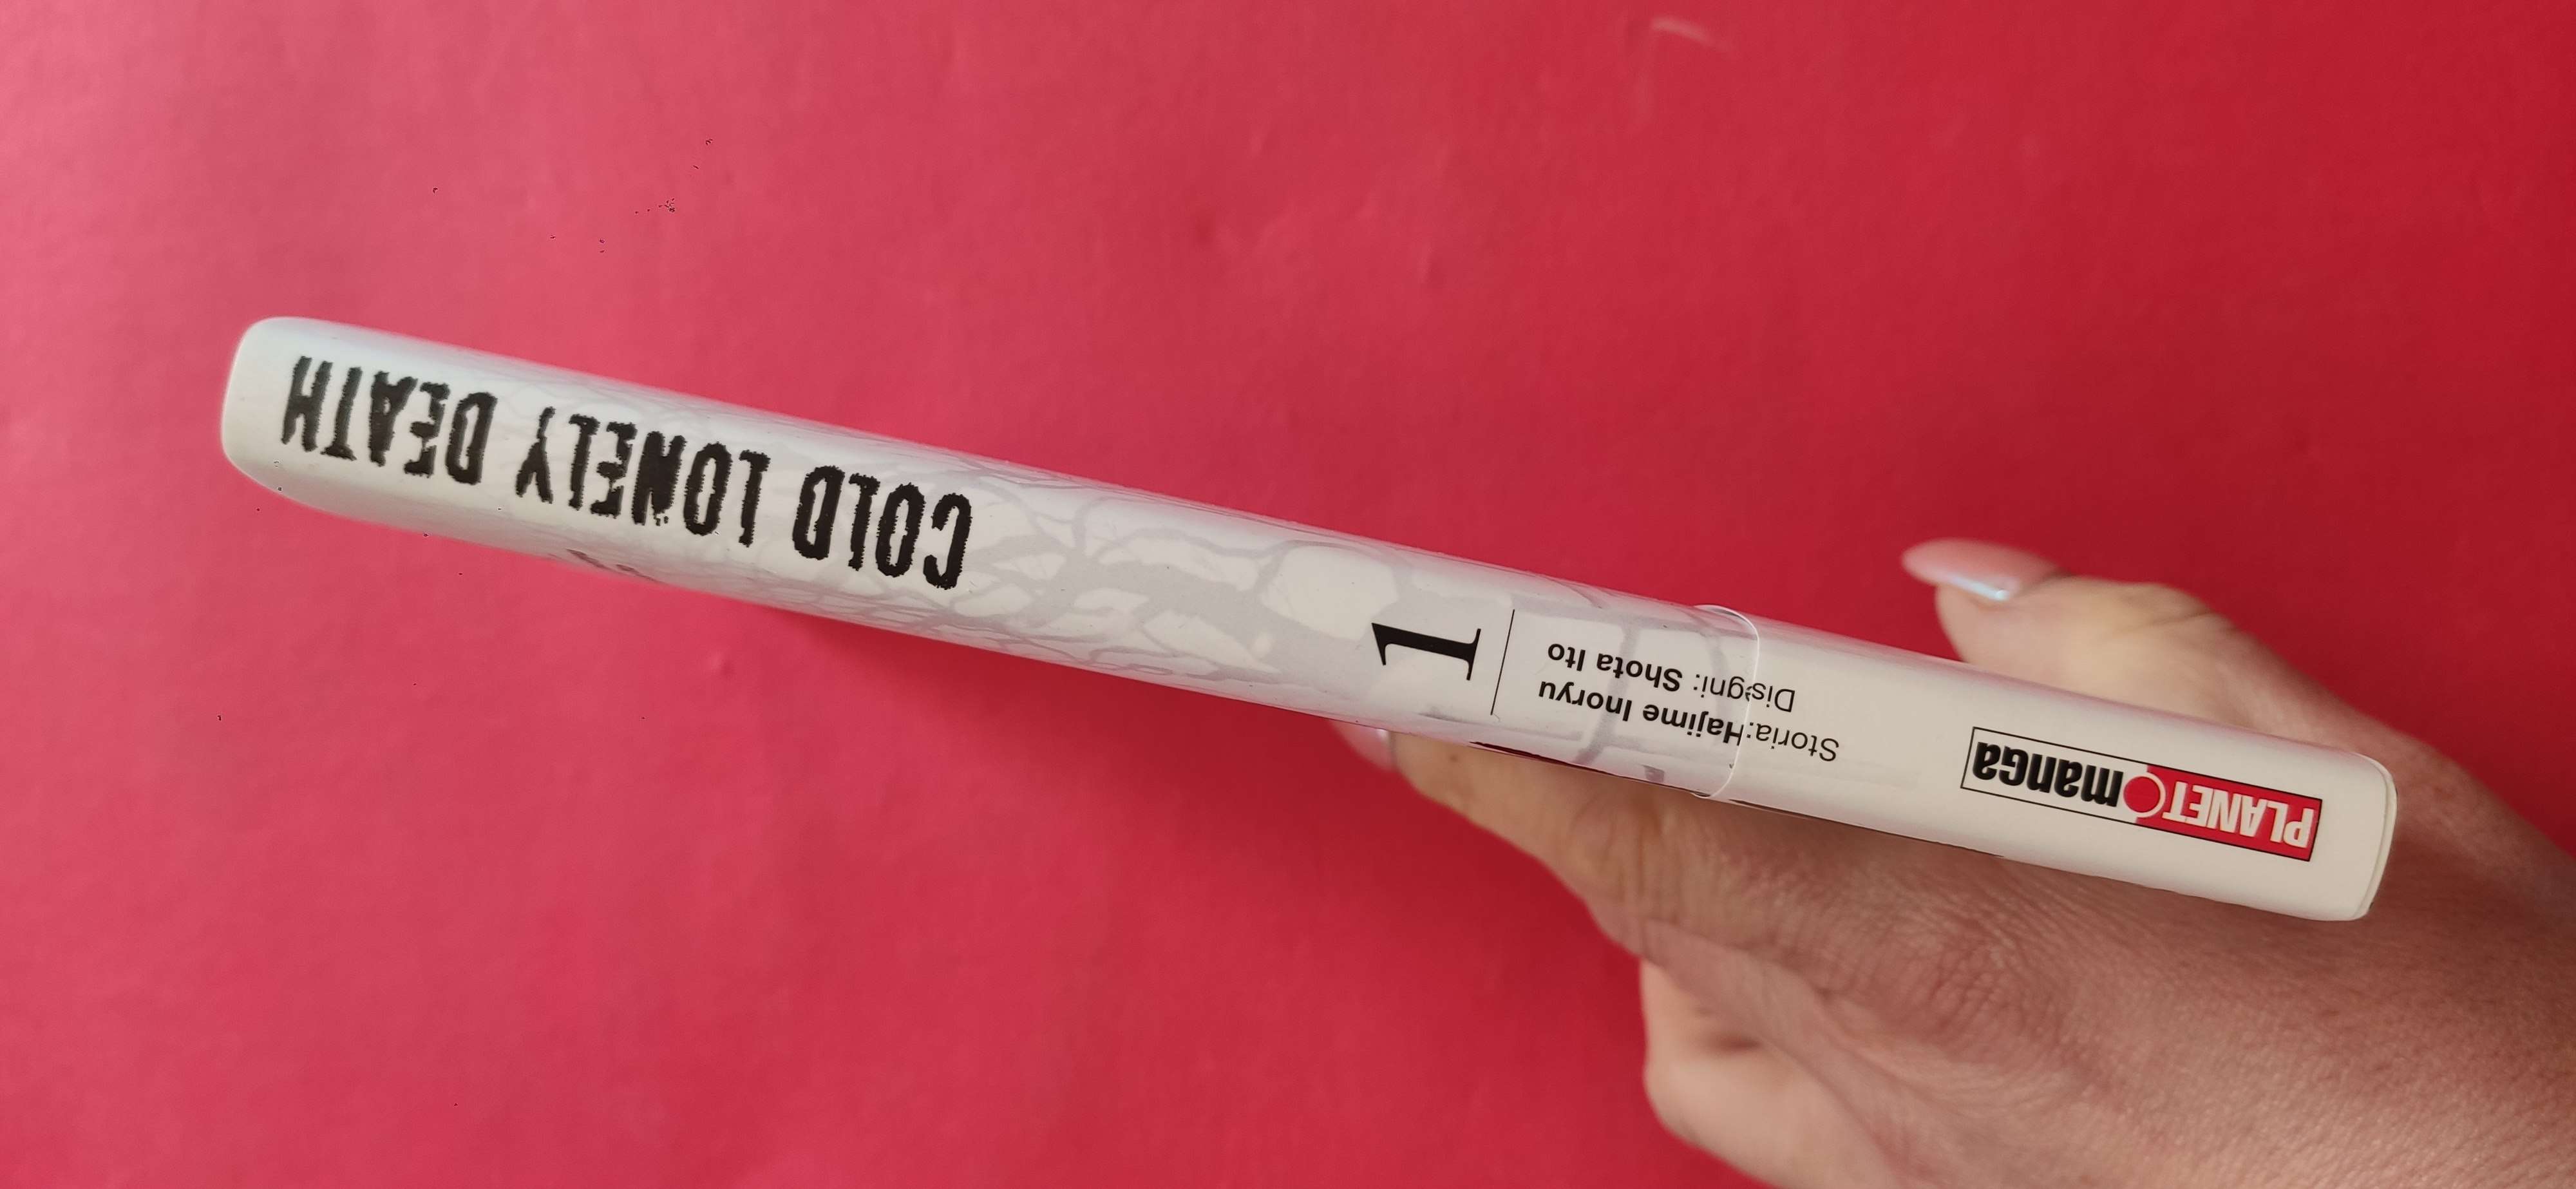 PLANET manga
Storia: Hajime Inoryu
Disegni: Shota Ito
1
COLD LONELY DEATH